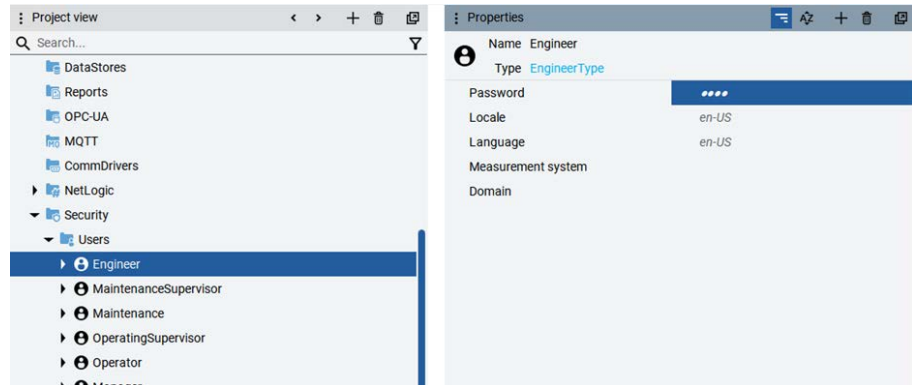 Project view
Search...
DataStores
Reports
OPC-UA
MQTT
CommDrivers
NetLogic
Security
Users
Engineer
MaintenanceSupervisor
Maintenance
OperatingSupervisor
Operator
Manager
Properties
Name Engineer
Type EngineerType
Password ••••
Locale en-US
Language en-US
Measurement system
Domain